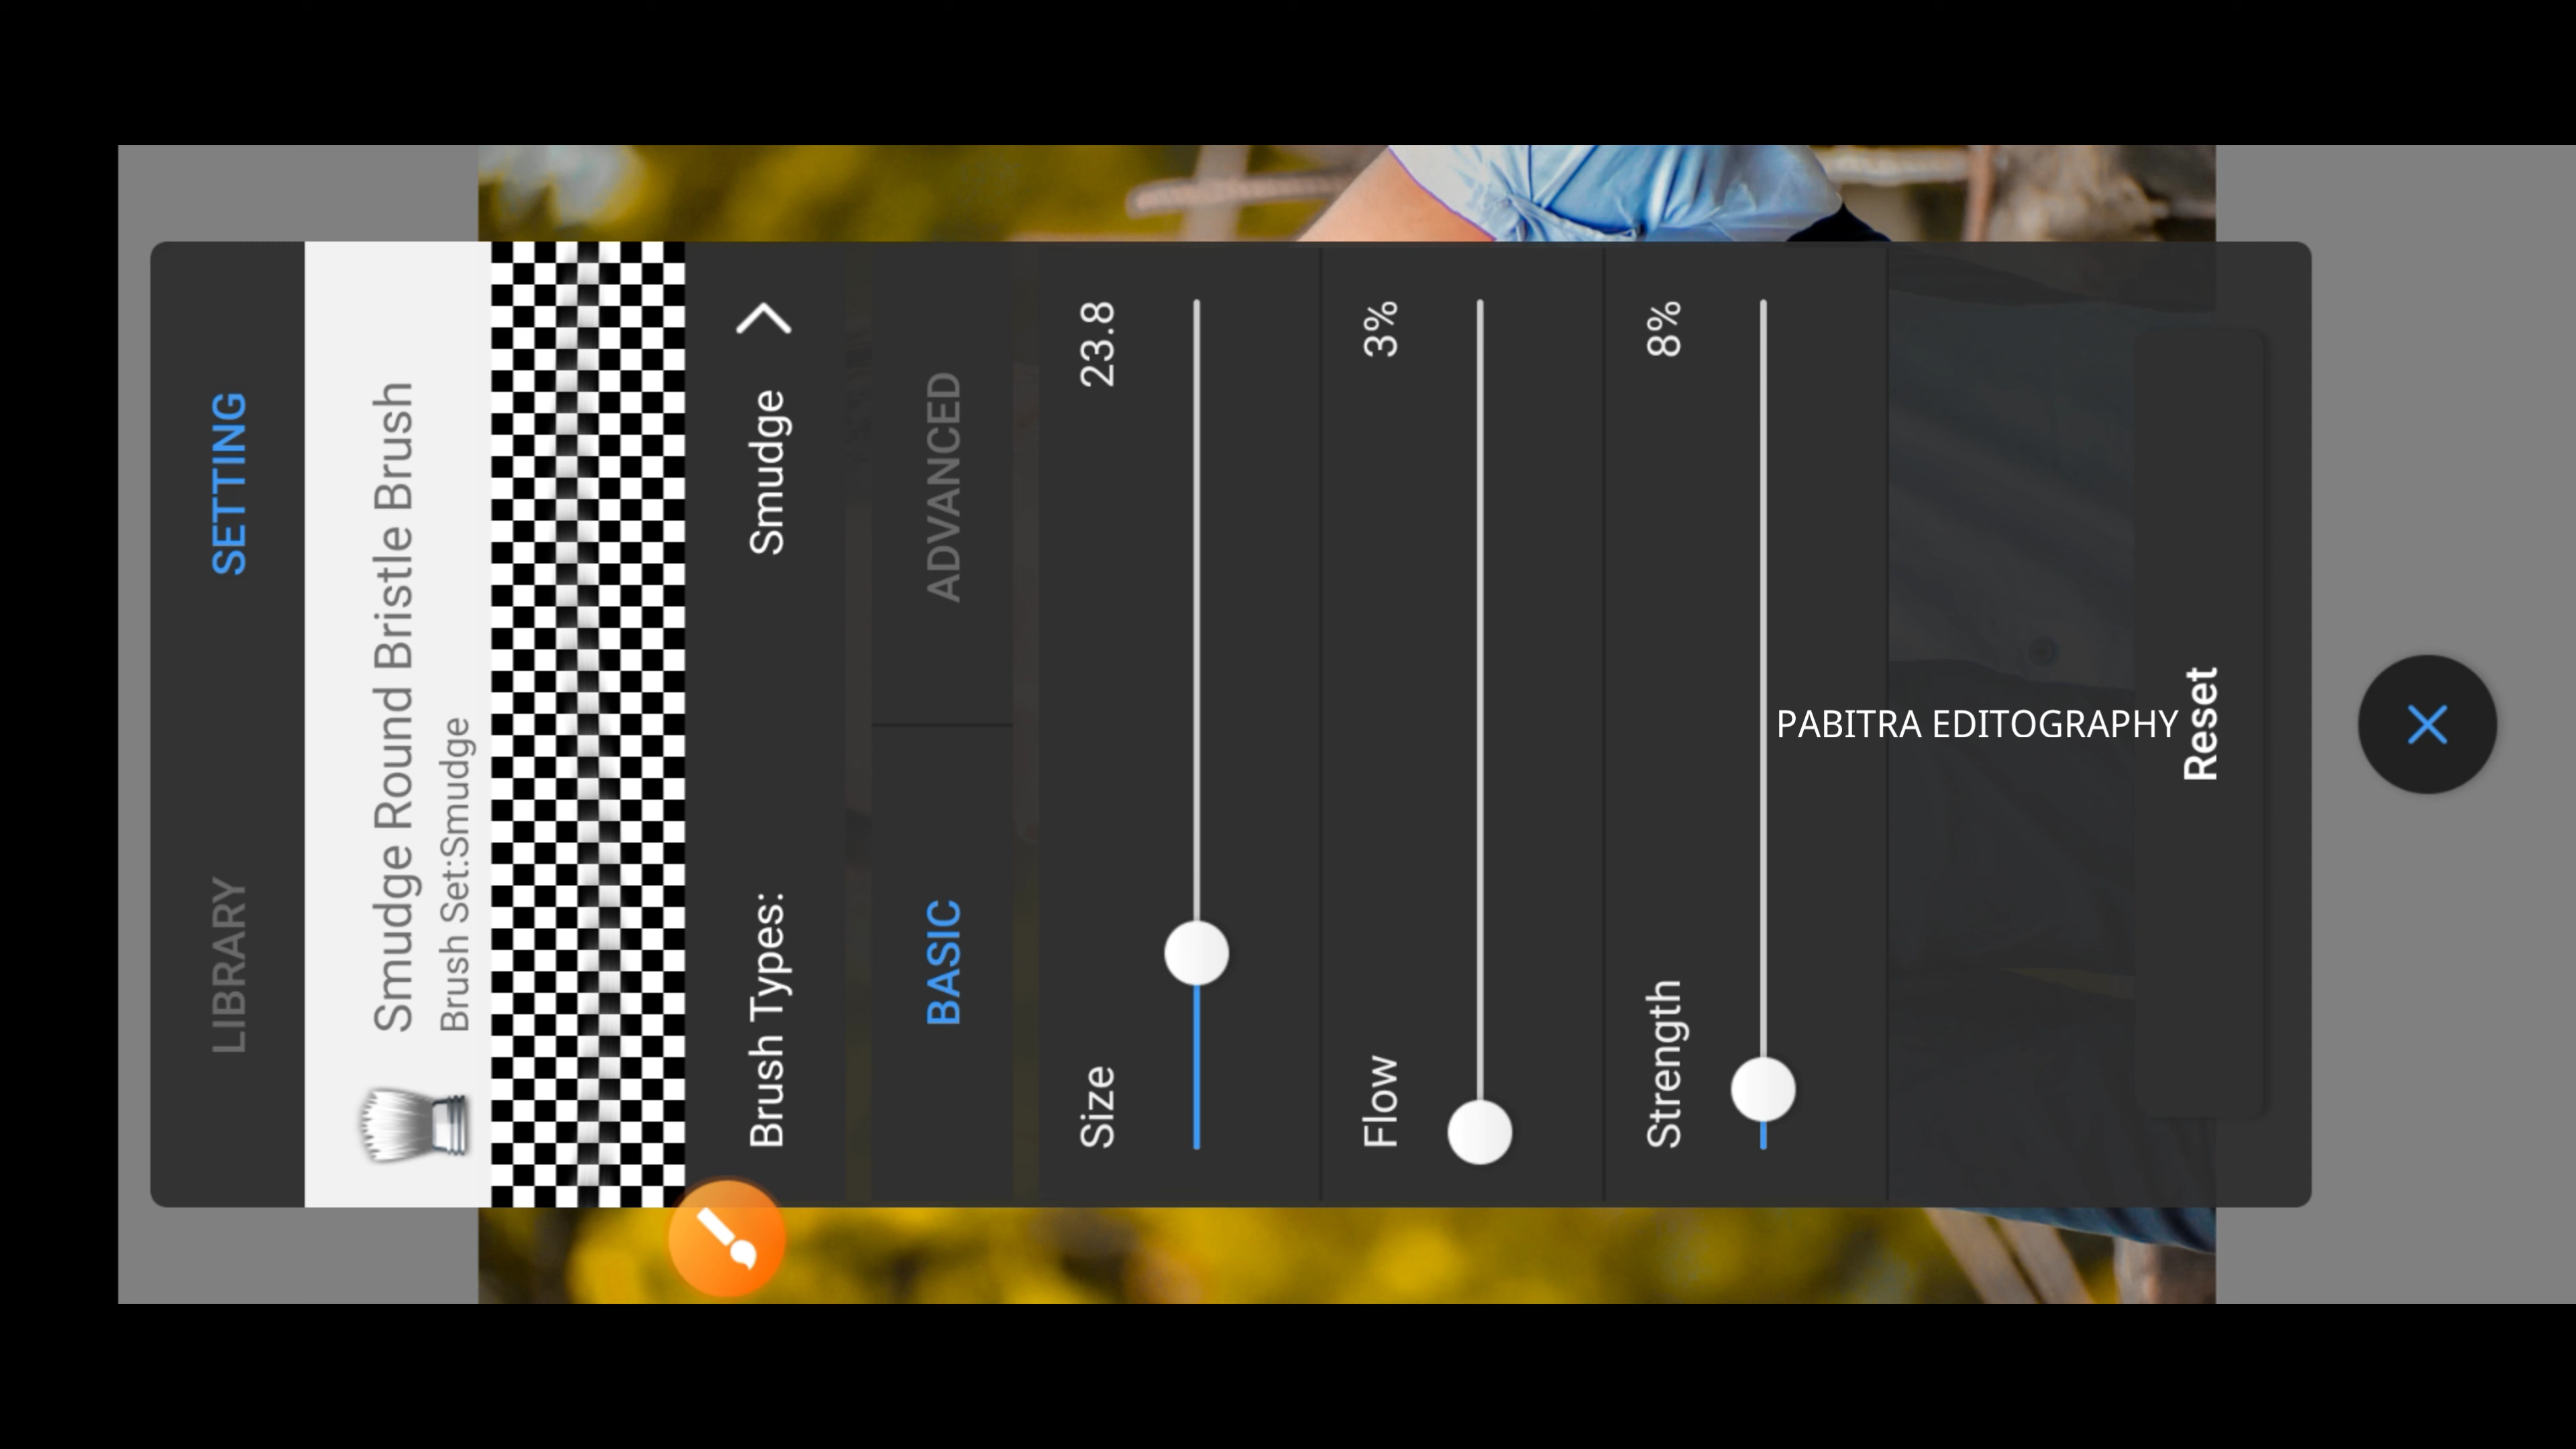 LIBRARY
SETTING
Smudge Round Bristle Brush
Brush Set:Smudge
Brush Types:
Smudge
BASIC
ADVANCED
Size
23.8
Flow
3%
Strength
8%
Reset
PABITRA EDITOGRAPHY